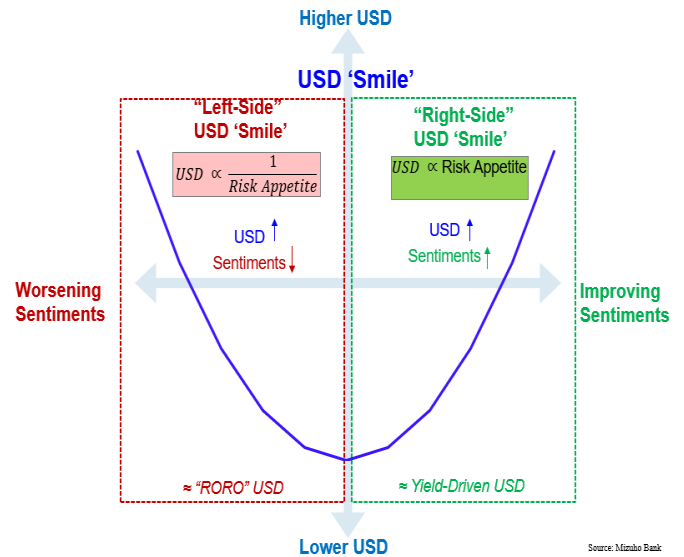 Higher USD
USD ‘Smile’
“Left-Side”
USD ‘Smile’
“Right-Side”
USD ‘Smile’
USD ∝ 1
Risk Appetite
USD ∝ Risk Appetite
USD ↑
Sentiments ↓
USD ↑
Sentiments ↑
Worsening
Sentiments
Improving
Sentiments
≈ “RORO” USD
≈ Yield-Driven USD
Lower USD
Source: Mizuho Bank